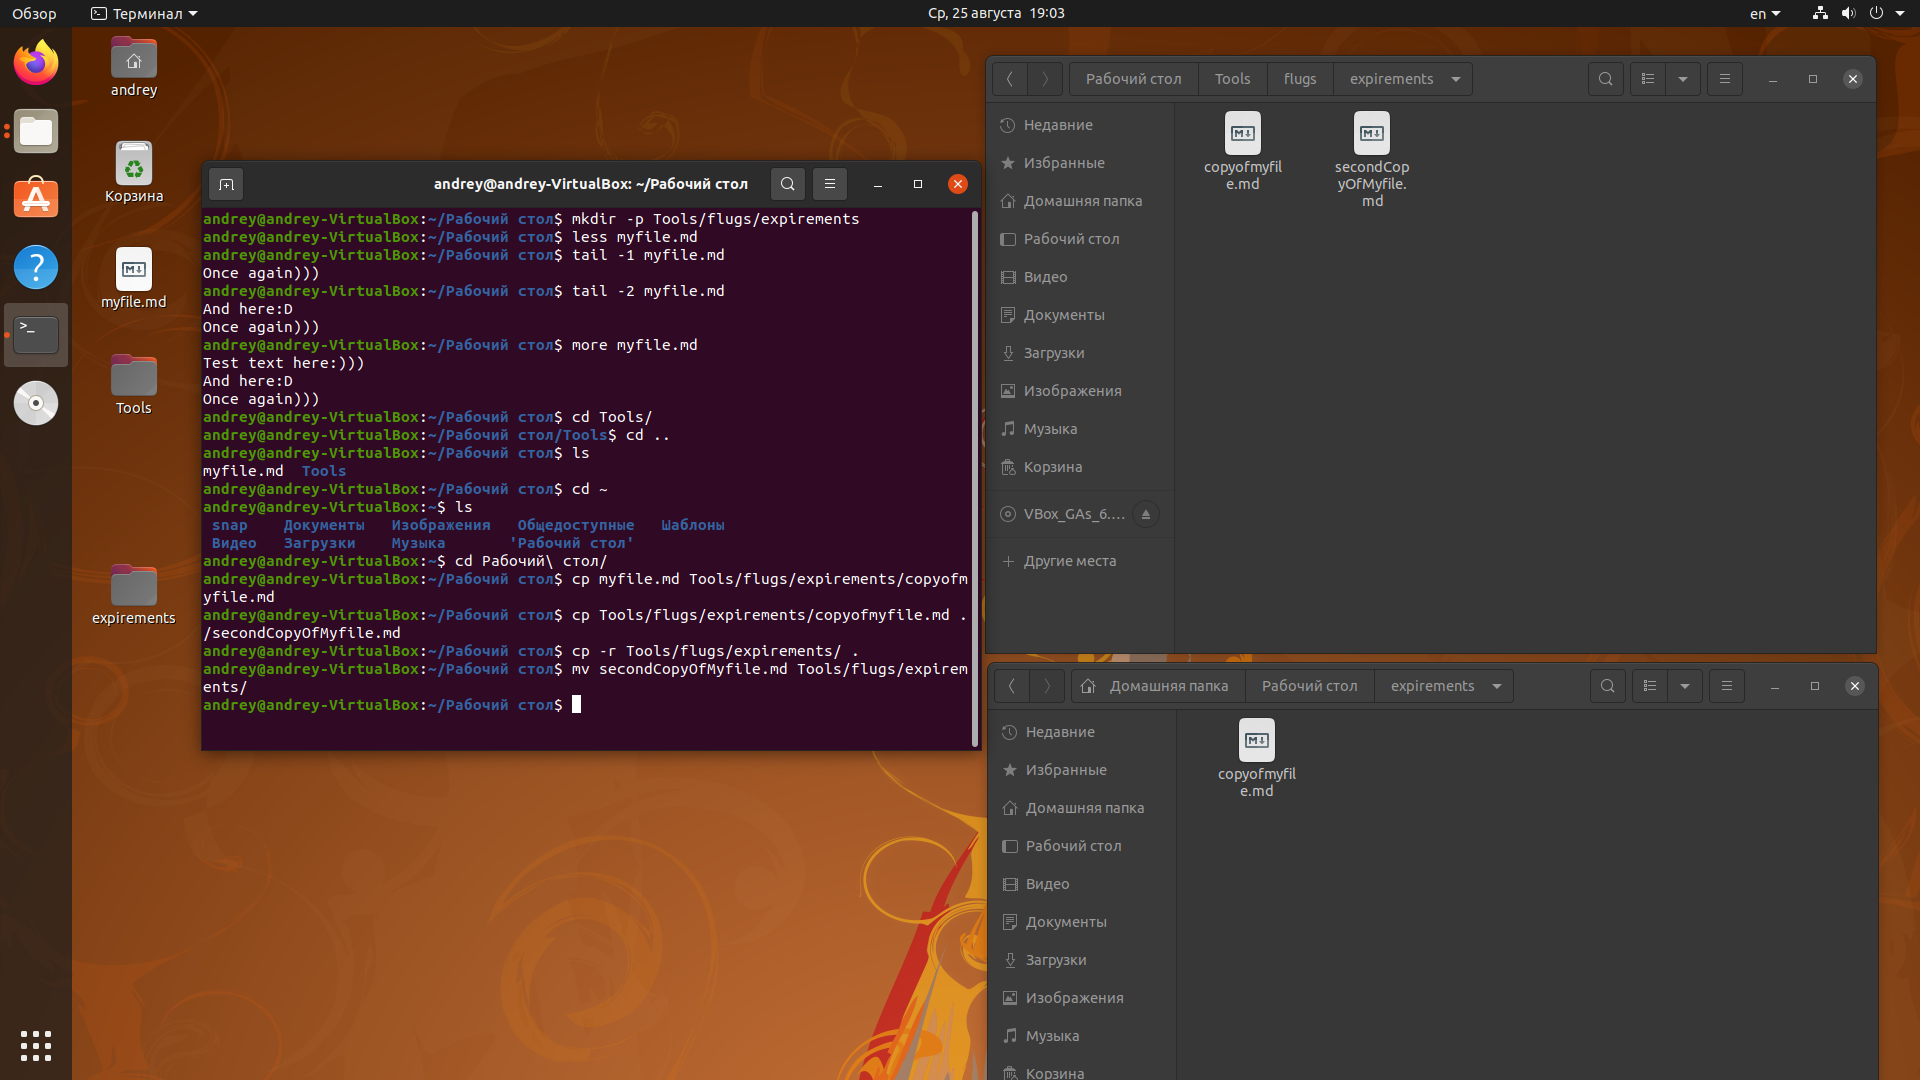 Обзор
Терминал
Ср, 25 августа 19:03
en
andrey
Корзина
myfile.md
Tools
expirements
andrey@andrey-VirtualBox: ~/Рабочий стол
andrey@andrey-VirtualBox:~/Рабочий стол$ mkdir -p Tools/flugs/expirements
andrey@andrey-VirtualBox:~/Рабочий стол$ less myfile.md
andrey@andrey-VirtualBox:~/Рабочий стол$ tail -1 myfile.md
Once again)))
andrey@andrey-VirtualBox:~/Рабочий стол$ tail -2 myfile.md
And here:D
Once again)))
andrey@andrey-VirtualBox:~/Рабочий стол$ more myfile.md
Test text here:)))
And here:D
Once again)))
andrey@andrey-VirtualBox:~/Рабочий стол$ cd Tools/
andrey@andrey-VirtualBox:~/Рабочий стол/Tools$ cd ..
andrey@andrey-VirtualBox:~/Рабочий стол$ ls
myfile.md  Tools
andrey@andrey-VirtualBox:~/Рабочий стол$ cd ~
andrey@andrey-VirtualBox:~$ ls
snap    Документы   Изображения   Общедоступные   Шаблоны
Видео   Загрузки    Музыка       'Рабочий стол'
andrey@andrey-VirtualBox:~$ cd Рабочий\ стол/
andrey@andrey-VirtualBox:~/Рабочий стол$ cp myfile.md Tools/flugs/expirements/copyofm
yfile.md
andrey@andrey-VirtualBox:~/Рабочий стол$ cp Tools/flugs/expirements/copyofmyfile.md .
/secondCopyOfMyfile.md
andrey@andrey-VirtualBox:~/Рабочий стол$ cp -r Tools/flugs/expirements/ .
andrey@andrey-VirtualBox:~/Рабочий стол$ mv secondCopyOfMyfile.md Tools/flugs/expirem
ents/
andrey@andrey-VirtualBox:~/Рабочий стол$
Рабочий стол Tools flugs expirements
Недавние
Избранные
Домашняя папка
Рабочий стол
Видео
Документы
Загрузки
Изображения
Музыка
Корзина
VBox_GAs_6....
Другие места
M↓
copyofmyfil
e.md
M↓
secondCop
yOfMyfile.
md
Домашняя папка Рабочий стол expirements
Недавние
Избранные
Домашняя папка
Рабочий стол
Видео
Документы
Загрузки
Изображения
Музыка
Корзина
M↓
copyofmyfil
e.md